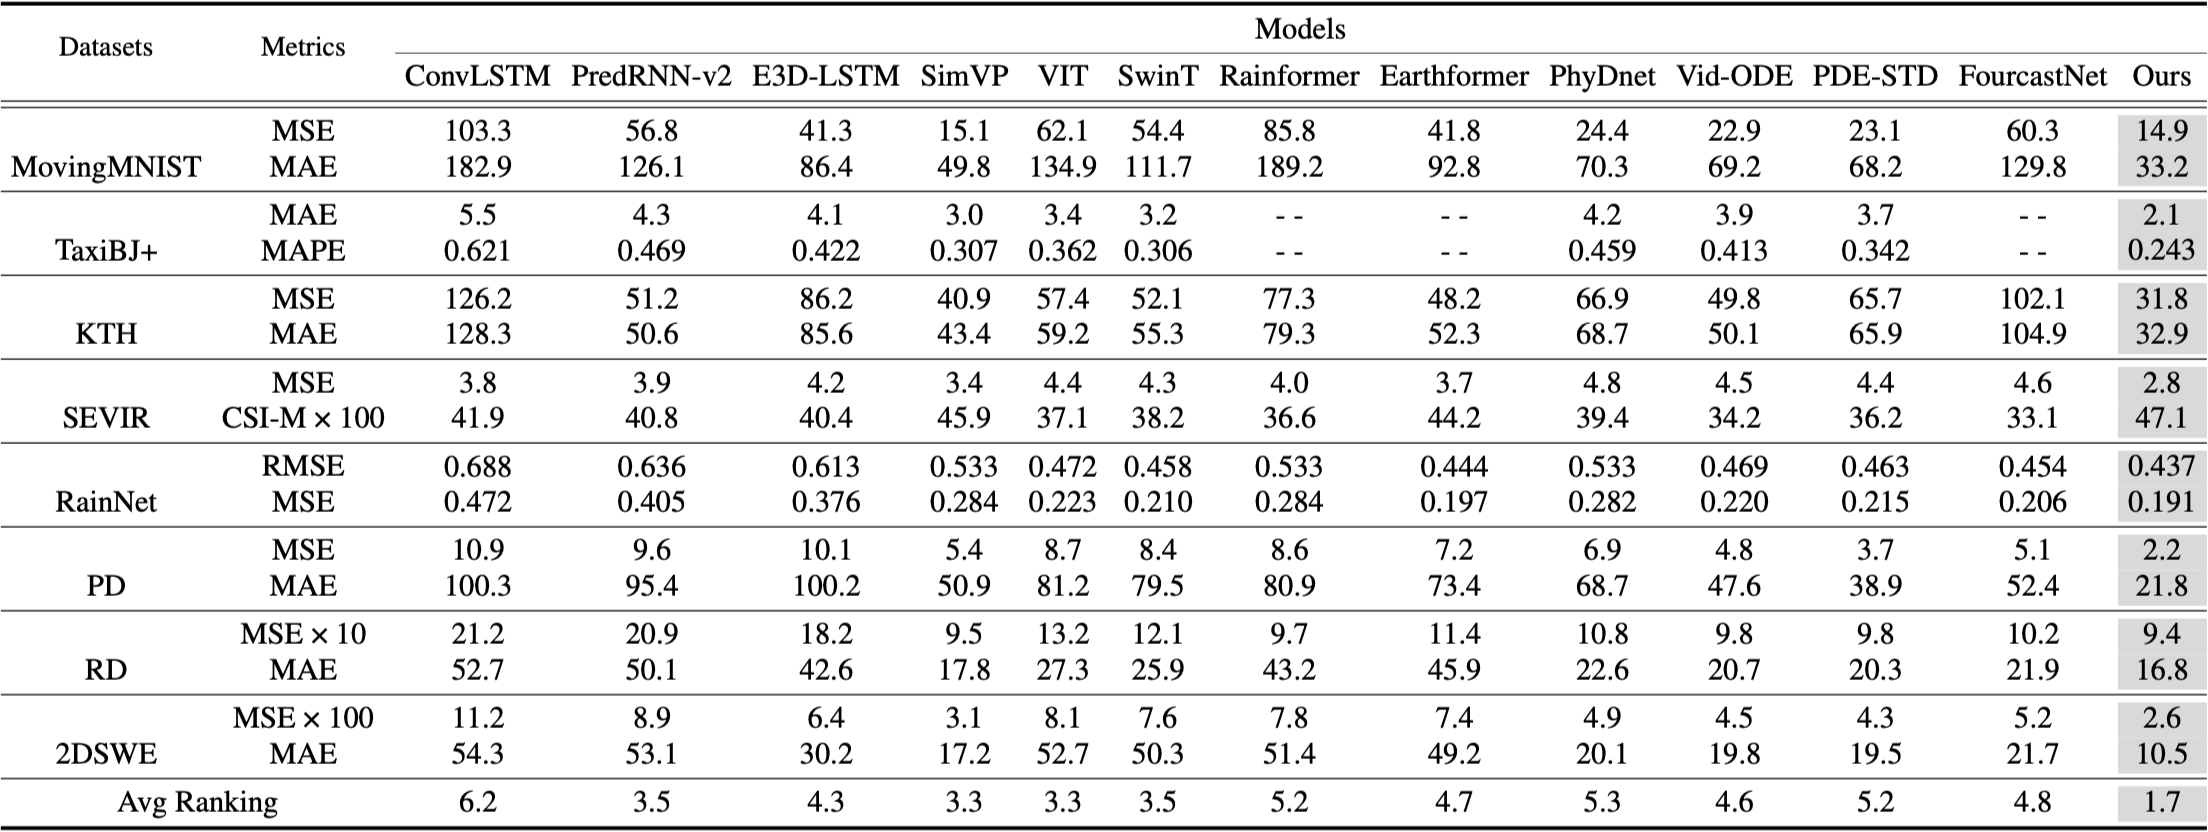 Models
Datasets Metrics
ConvLSTM PredRNN-v2 E3D-LSTM SimVP VIT SwinT Rainformer Earthformer PhyDnet Vid-ODE PDE-STD FourcastNet Ours
MSE 103.3 56.8 41.3 15.1 62.1 54.4 85.8 41.8 24.4 22.9 23.1 60.3 14.9
MovingMNIST MAE 182.9 126.1 86.4 49.8 134.9 111.7 189.2 92.8 70.3 69.2 68.2 129.8 33.2
MAE 5.5 4.3 4.1 3.0 3.4 3.2 - - - - 4.2 3.9 3.7 - - 2.1
TaxiBJ+ MAPE 0.621 0.469 0.422 0.307 0.362 0.306 - - - - 0.459 0.413 0.342 - - 0.243
MSE 126.2 51.2 86.2 40.9 57.4 52.1 77.3 48.2 66.9 49.8 65.7 102.1 31.8
KTH MAE 128.3 50.6 85.6 43.4 59.2 55.3 79.3 52.3 68.7 50.1 65.9 104.9 32.9
MSE 3.8 3.9 4.2 3.4 4.4 4.3 4.0 3.7 4.8 4.5 4.4 4.6 2.8
SEVIR CSI-M × 100 41.9 40.8 40.4 45.9 37.1 38.2 36.6 44.2 39.4 34.2 36.2 33.1 47.1
RMSE 0.688 0.636 0.613 0.533 0.472 0.458 0.533 0.444 0.533 0.469 0.463 0.454 0.437
RainNet MSE 0.472 0.405 0.376 0.284 0.223 0.210 0.284 0.197 0.282 0.220 0.215 0.206 0.191
MSE 10.9 9.6 10.1 5.4 8.7 8.4 8.6 7.2 6.9 4.8 3.7 5.1 2.2
PD MAE 100.3 95.4 100.2 50.9 81.2 79.5 80.9 73.4 68.7 47.6 38.9 52.4 21.8
MSE × 10 21.2 20.9 18.2 9.5 13.2 12.1 9.7 11.4 10.8 9.8 9.8 10.2 9.4
RD MAE 52.7 50.1 42.6 17.8 27.3 25.9 43.2 45.9 22.6 20.7 20.3 21.9 16.8
MSE × 100 11.2 8.9 6.4 3.1 8.1 7.6 7.8 7.4 4.9 4.5 4.3 5.2 2.6
2DSWE MAE 54.3 53.1 30.2 17.2 52.7 50.3 51.4 49.2 20.1 19.8 19.5 21.7 10.5
Avg Ranking 6.2 3.5 4.3 3.3 3.3 3.5 5.2 4.7 5.3 4.6 5.2 4.8 1.7